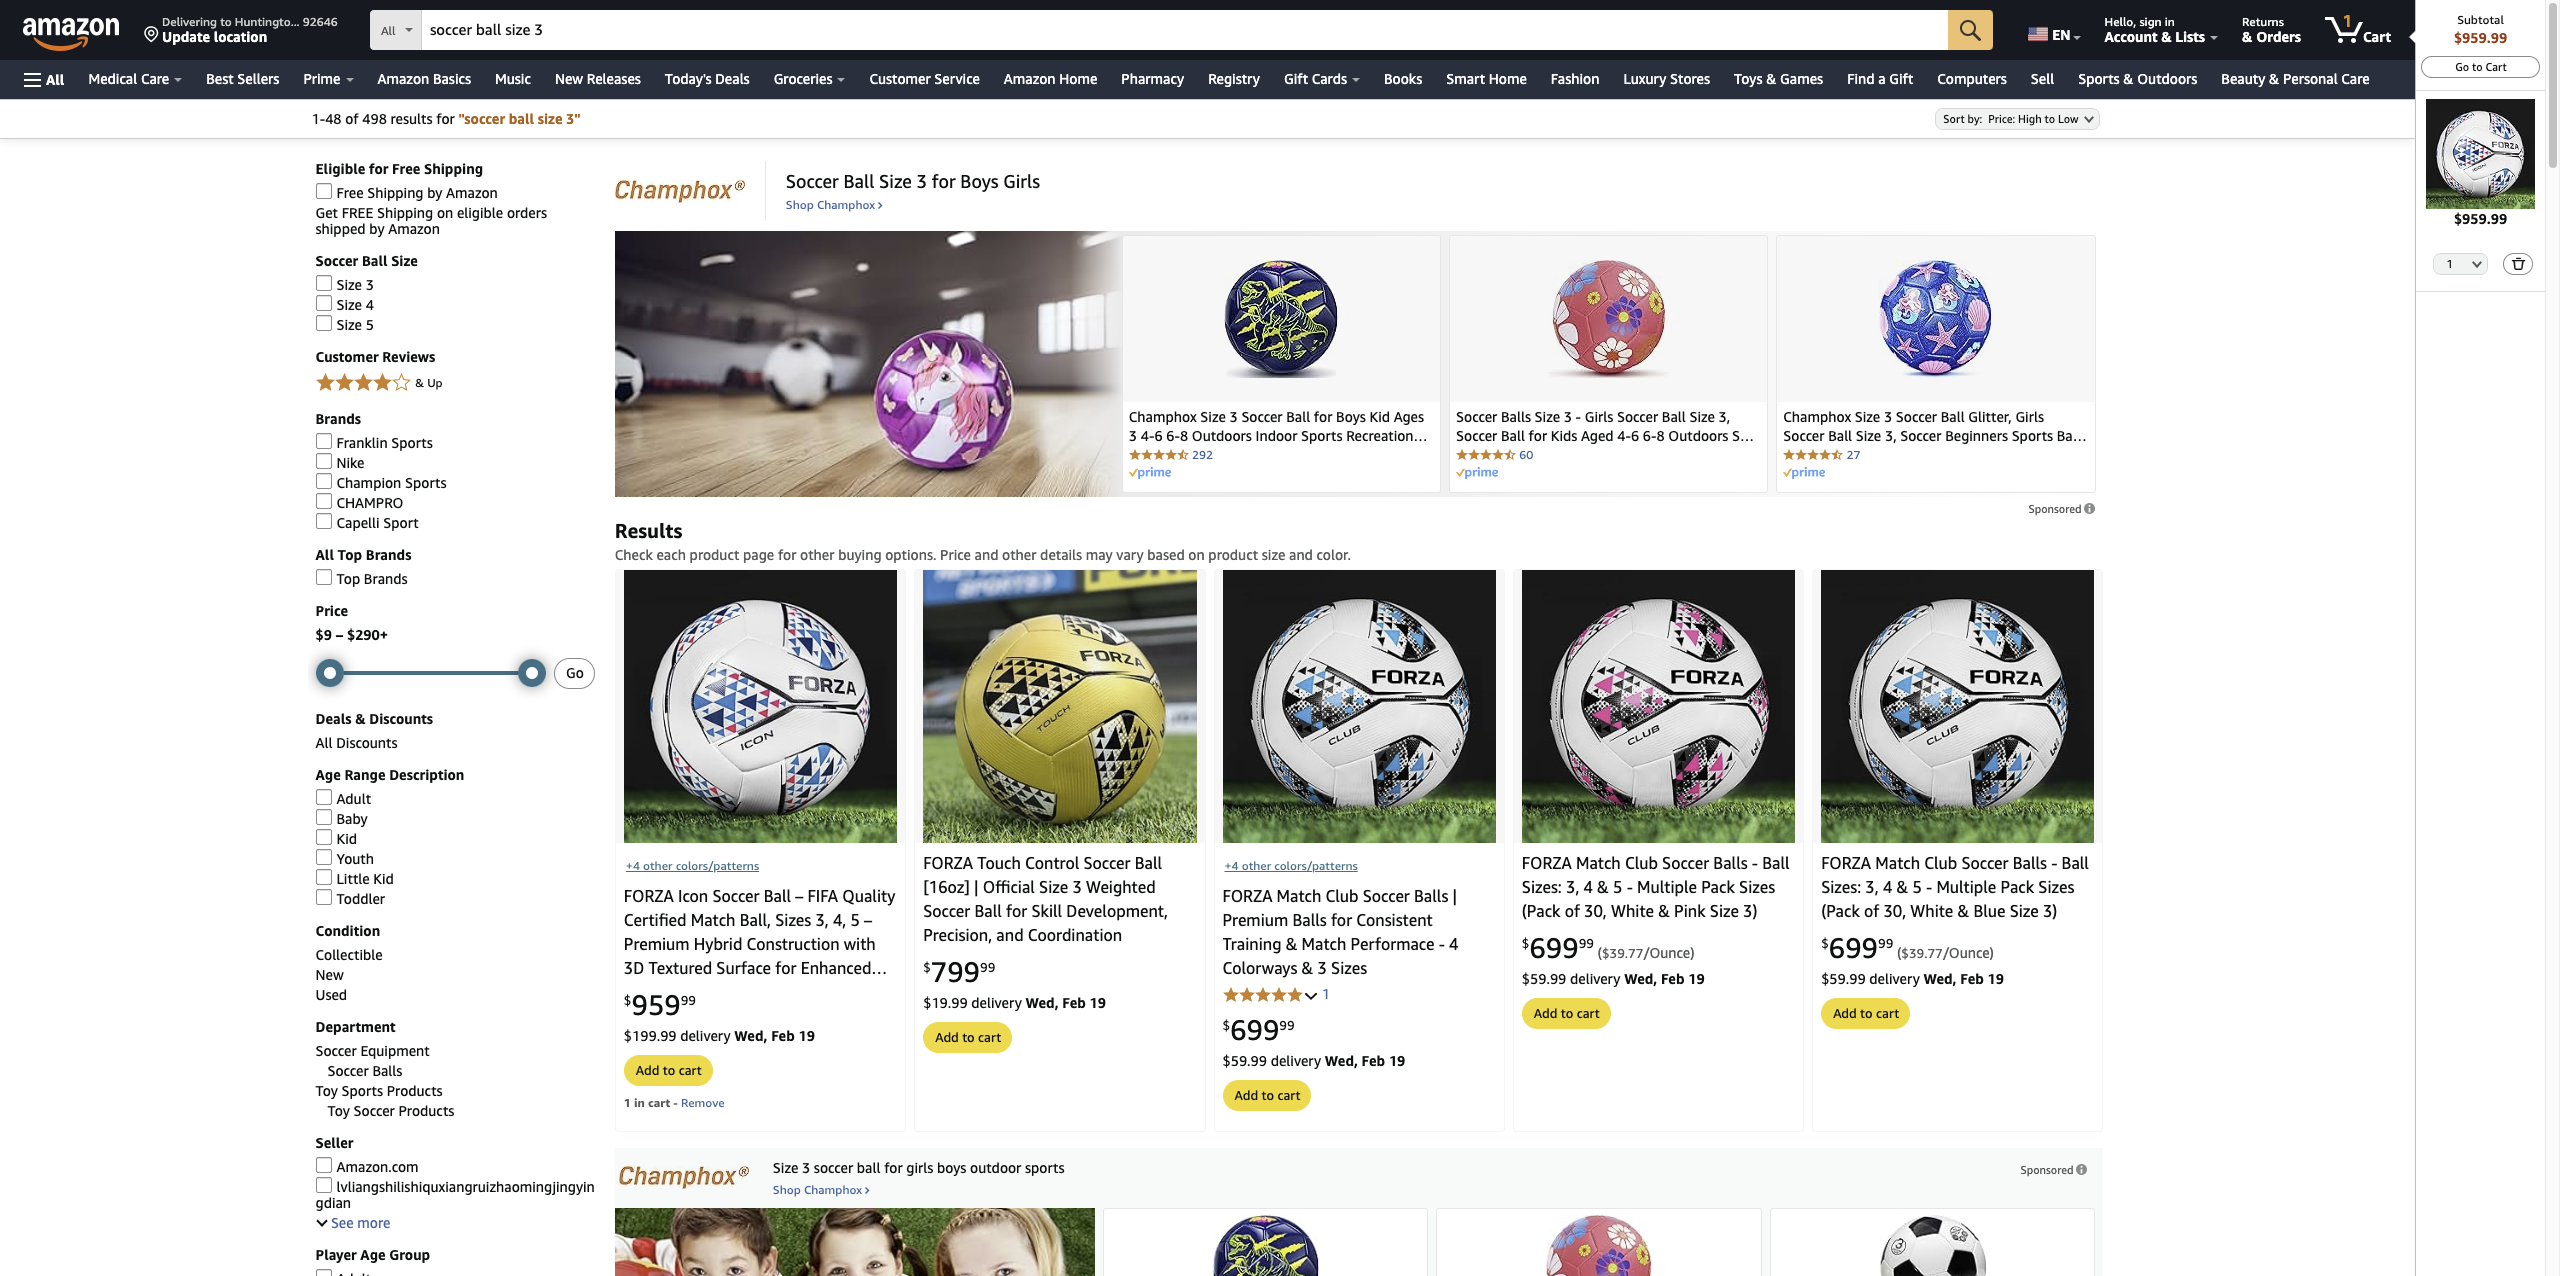 amazon
Delivering to Huntingto... 92646
Update location
All
soccer ball size 3
EN
Hello, sign in
Account & Lists
Returns
& Orders
1
Cart
Subtotal
$959.99
Go to Cart
All
Medical Care
Best Sellers
Prime
Amazon Basics
Music
New Releases
Today's Deals
Groceries
Customer Service
Amazon Home
Pharmacy
Registry
Gift Cards
Books
Smart Home
Fashion
Luxury Stores
Toys & Games
Find a Gift
Computers
Sell
Sports & Outdoors
Beauty & Personal Care
1-48 of 498 results for "soccer ball size 3"
Sort by: Price: High to Low
FORZA
ICON
$959.99
1
Eligible for Free Shipping
Free Shipping by Amazon
Get FREE Shipping on eligible orders
shipped by Amazon
Soccer Ball Size
Size 3
Size 4
Size 5
Customer Reviews
& Up
Brands
Franklin Sports
Nike
Champion Sports
CHAMPRO
Capelli Sport
All Top Brands
Top Brands
Price
$9 – $290+
Go
Deals & Discounts
All Discounts
Age Range Description
Adult
Baby
Kid
Youth
Little Kid
Toddler
Condition
Collectible
New
Used
Department
Soccer Equipment
Soccer Balls
Toy Sports Products
Toy Soccer Products
Seller
Amazon.com
lvliangshilishiquxiangruizhaomingjingyin
gdian
See more
Player Age Group
Champhox®
Soccer Ball Size 3 for Boys Girls
Shop Champhox ›
Champhox Size 3 Soccer Ball for Boys Kid Ages
3 4-6 6-8 Outdoors Indoor Sports Recreation...
292
prime
Soccer Balls Size 3 - Girls Soccer Ball Size 3,
Soccer Ball for Kids Aged 4-6 6-8 Outdoors S...
60
prime
Champhox Size 3 Soccer Ball Glitter, Girls
Soccer Ball Size 3, Soccer Beginners Sports Ba...
27
prime
Sponsored
Results
Check each product page for other buying options. Price and other details may vary based on product size and color.
FORZA
ICON
+4 other colors/patterns
FORZA Icon Soccer Ball – FIFA Quality
Certified Match Ball, Sizes 3, 4, 5 –
Premium Hybrid Construction with
3D Textured Surface for Enhanced...
$959.99
$199.99 delivery Wed, Feb 19
Add to cart
1 in cart - Remove
FORZA
TOUCH
FORZA Touch Control Soccer Ball
[16oz] | Official Size 3 Weighted
Soccer Ball for Skill Development,
Precision, and Coordination
$799.99
$19.99 delivery Wed, Feb 19
Add to cart
FORZA
CLUB
+4 other colors/patterns
FORZA Match Club Soccer Balls |
Premium Balls for Consistent
Training & Match Performace - 4
Colorways & 3 Sizes
1
$699.99
$59.99 delivery Wed, Feb 19
Add to cart
FORZA
CLUB
FORZA Match Club Soccer Balls - Ball
Sizes: 3, 4 & 5 - Multiple Pack Sizes
(Pack of 30, White & Pink Size 3)
$699.99 ($39.77/Ounce)
$59.99 delivery Wed, Feb 19
Add to cart
FORZA
CLUB
FORZA Match Club Soccer Balls - Ball
Sizes: 3, 4 & 5 - Multiple Pack Sizes
(Pack of 30, White & Blue Size 3)
$699.99 ($39.77/Ounce)
$59.99 delivery Wed, Feb 19
Add to cart
Champhox®
Size 3 soccer ball for girls boys outdoor sports
Shop Champhox ›
Sponsored